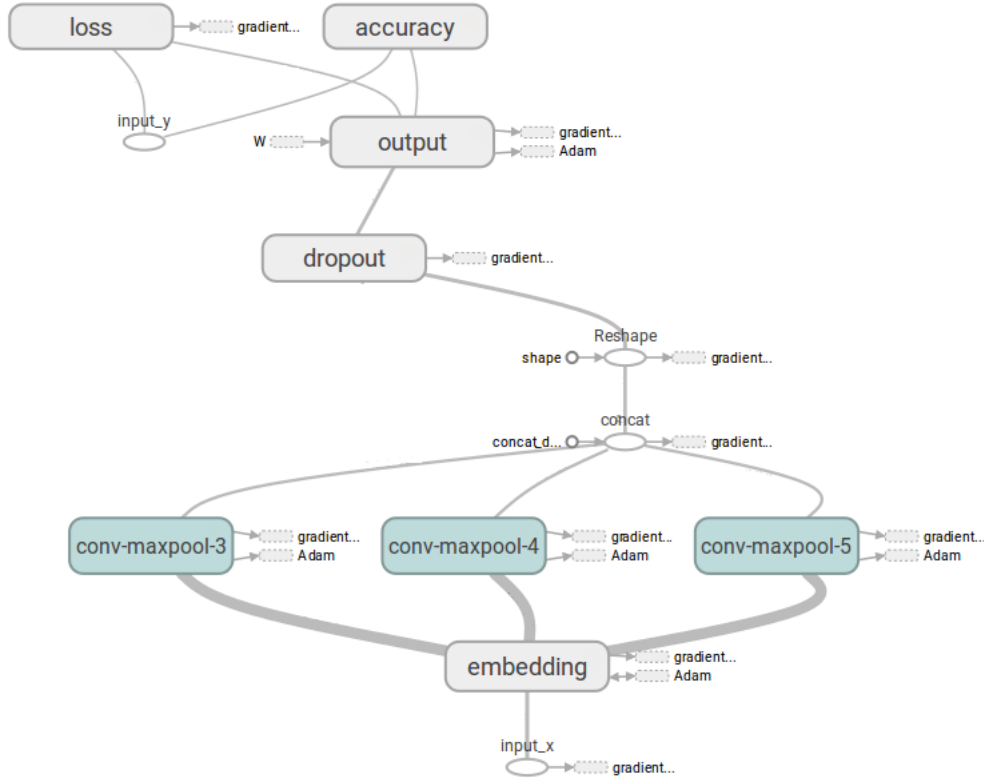 loss
gradient...
accuracy
input_y
W
output
gradient...
Adam
dropout
gradient...
Reshape
shape
gradient...
concat
concat_d...
gradient...
conv-maxpool-3
gradient...
Adam
conv-maxpool-4
gradient...
Adam
conv-maxpool-5
gradient...
Adam
embedding
gradient...
Adam
input_x
gradient...